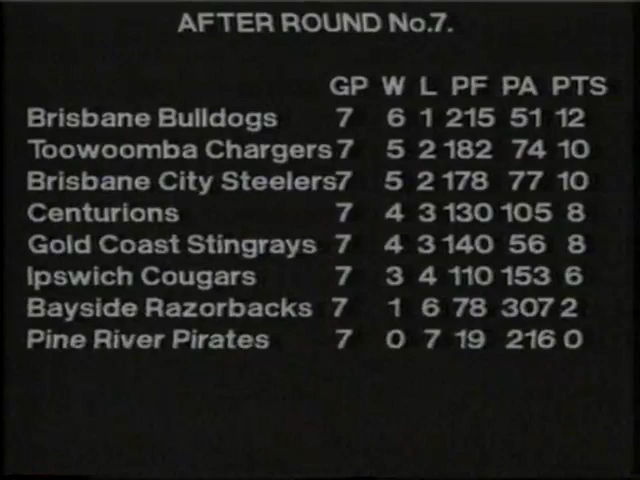 AFTER ROUND No.7.
GP W L PF PA PTS
Brisbane Bulldogs 7 6 1 215 51 12
Toowoomba Chargers 7 5 2 182 74 10
Brisbane City Steelers 7 5 2 178 77 10
Centurions 7 4 3 130 105 8
Gold Coast Stingrays 7 4 3 140 56 8
Ipswich Cougars 7 3 4 110 153 6
Bayside Razorbacks 7 1 6 78 307 2
Pine River Pirates 7 0 7 19 216 0